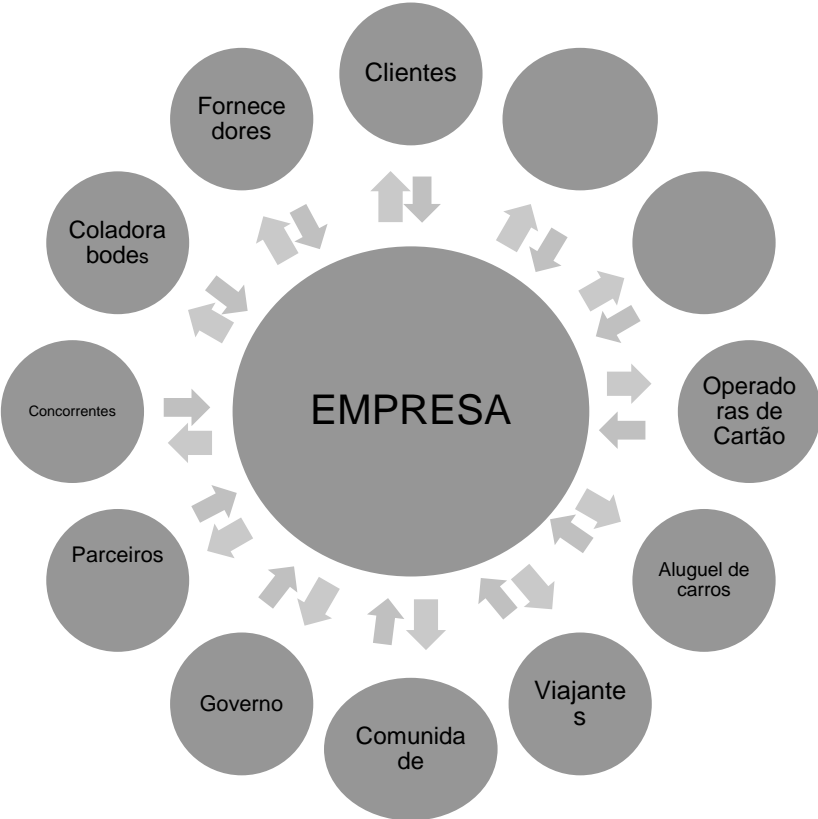 Clientes
Fornece
dores
Coladora
bodes
EMPRESA
Operado
ras de
Cartão
Concorrentes
Parceiros
Aluguel de
carros
Governo
Viajante
s
Comunida
de